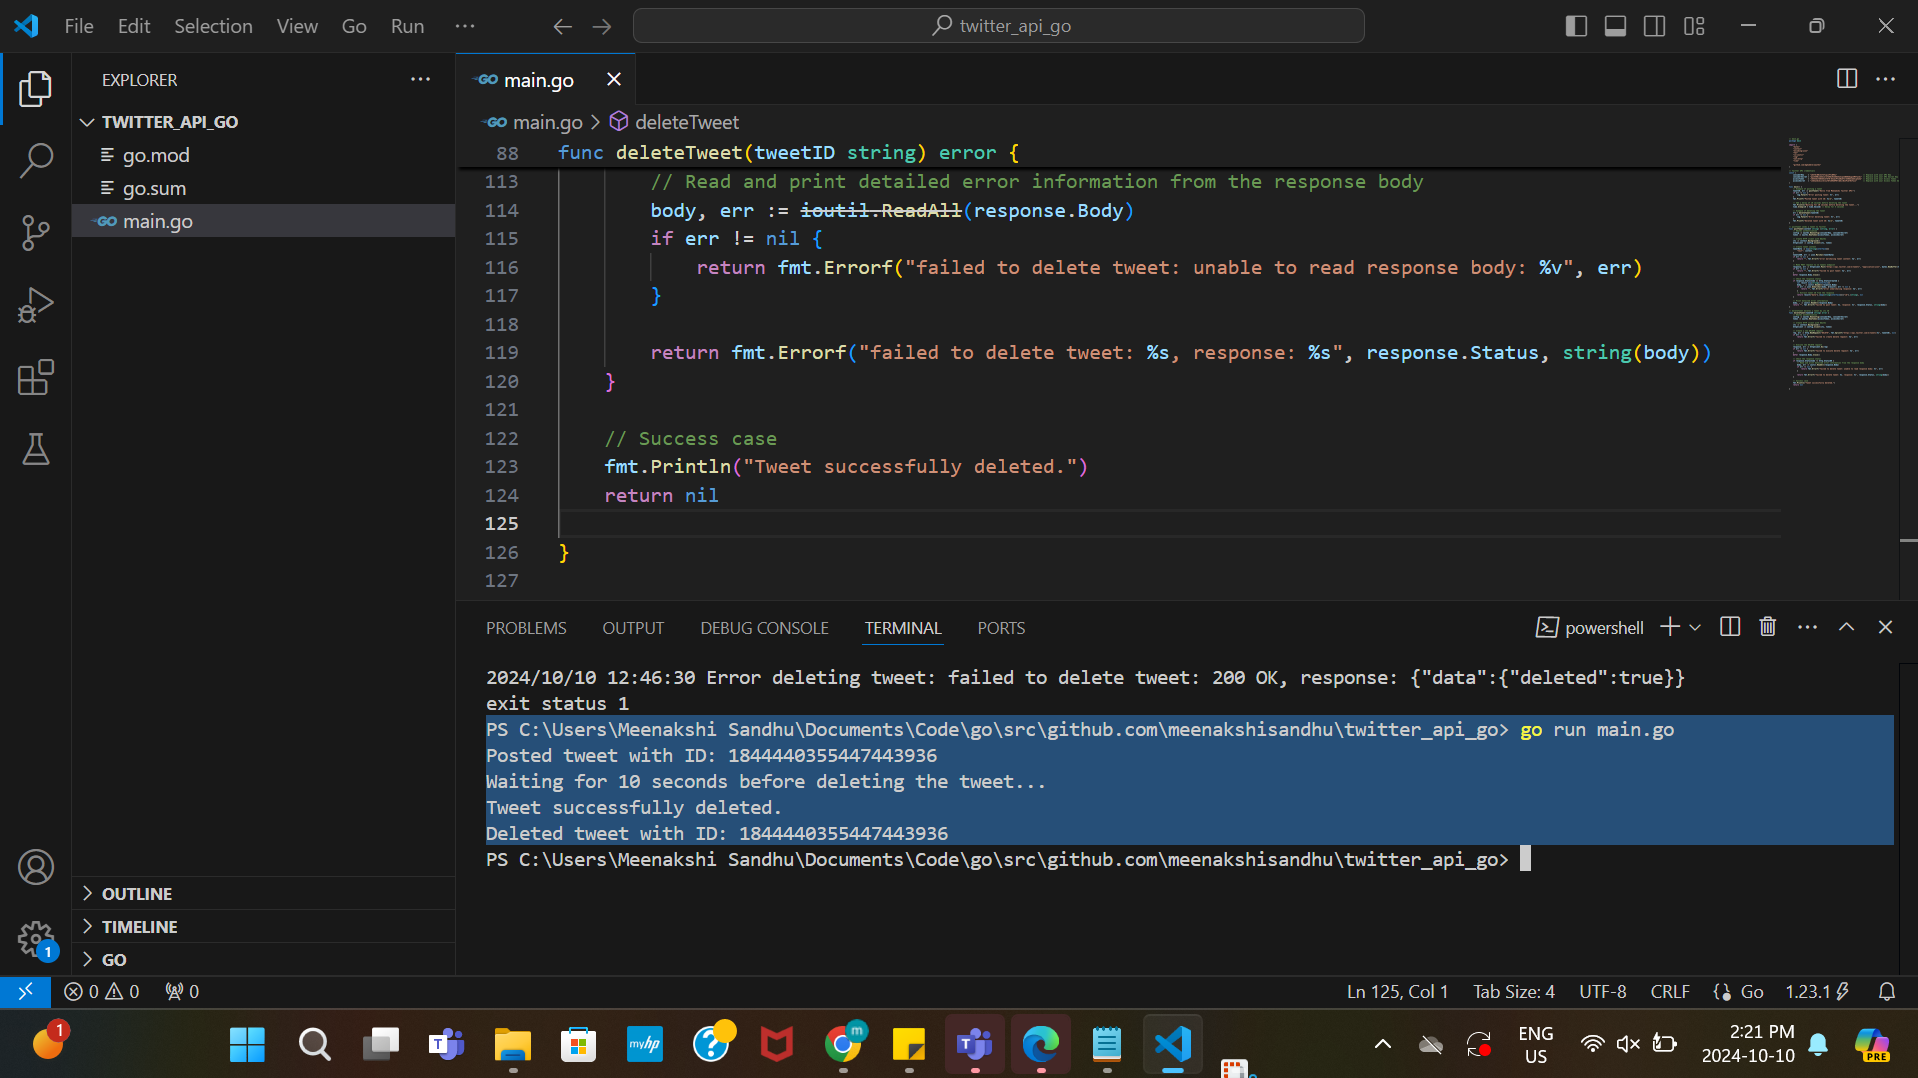 File Edit Selection View Go Run ... twitter_api_go
EXPLORER
TWITTER_API_GO
go.mod
go.sum
main.go
OUTLINE
TIMELINE
GO
GO main.go
GO main.go > deleteTweet
88 func deleteTweet(tweetID string) error {
113 // Read and print detailed error information from the response body
114 body, err := ioutil.ReadAll(response.Body)
115 if err != nil {
116 return fmt.Errorf("failed to delete tweet: unable to read response body: %v", err)
117 }
118
119 return fmt.Errorf("failed to delete tweet: %s, response: %s", response.Status, string(body))
120 }
121
122 // Success case
123 fmt.Println("Tweet successfully deleted.")
124 return nil
125
126 }
127
PROBLEMS OUTPUT DEBUG CONSOLE TERMINAL PORTS powershell
2024/10/10 12:46:30 Error deleting tweet: failed to delete tweet: 200 OK, response: {"data":{"deleted":true}}
exit status 1
PS C:\Users\Meenakshi Sandhu\Documents\Code\go\src\github.com\meenakshisandhu\twitter_api_go> go run main.go
Posted tweet with ID: 1844440355447443936
Waiting for 10 seconds before deleting the tweet...
Tweet successfully deleted.
Deleted tweet with ID: 1844440355447443936
PS C:\Users\Meenakshi Sandhu\Documents\Code\go\src\github.com\meenakshisandhu\twitter_api_go>
1
0 0 0 Ln 125, Col 1 Tab Size: 4 UTF-8 CRLF {} Go 1.23.1
1 T myhp ? m T ENG
US
2:21 PM
2024-10-10
PRE